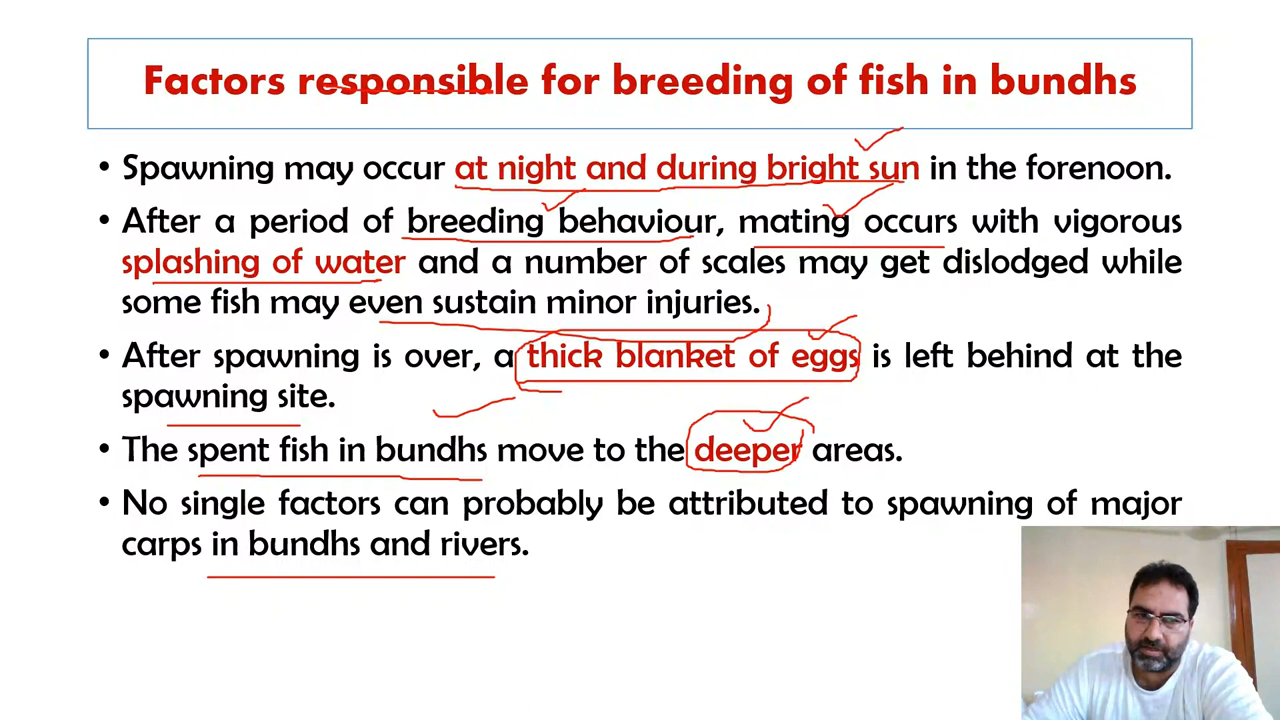 Factors responsible for breeding of fish in bundhs
• Spawning may occur at night and during bright sun in the forenoon.
• After a period of breeding behaviour, mating occurs with vigorous
splashing of water and a number of scales may get dislodged while
some fish may even sustain minor injuries.
• After spawning is over, a thick blanket of eggs is left behind at the
spawning site.
• The spent fish in bundhs move to the deeper areas.
• No single factors can probably be attributed to spawning of major
carps in bundhs and rivers.